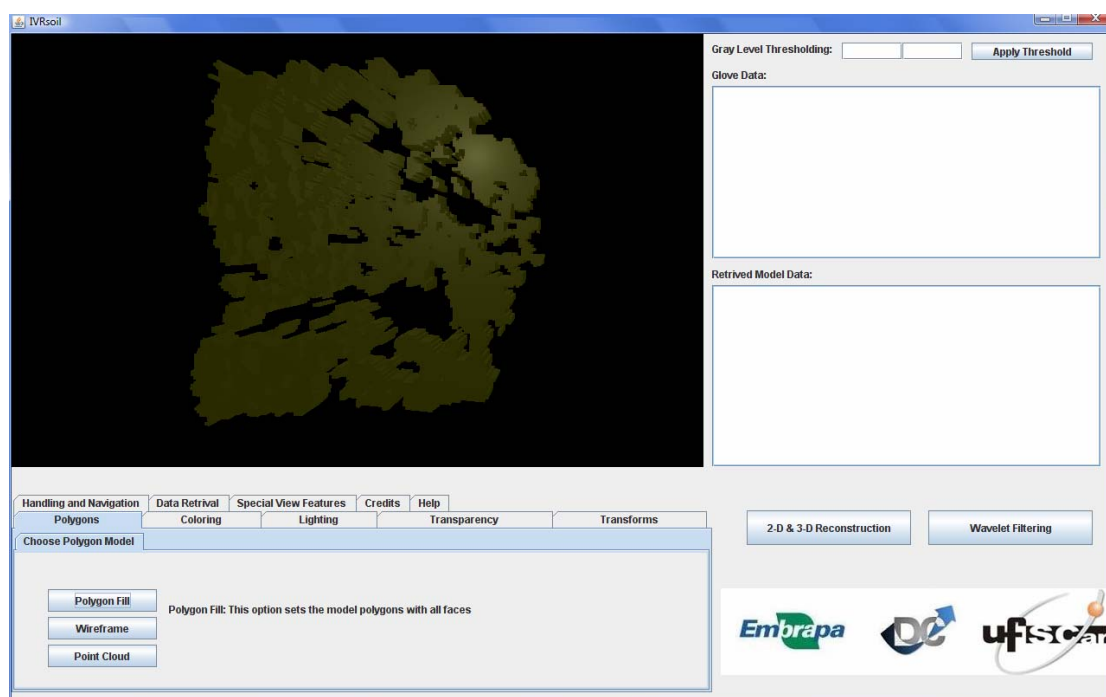 IVRsoil
Gray Level Thresholding:
Apply Threshold
Glove Data:
Retrived Model Data:
Handling and Navigation
Data Retrival
Special View Features
Credits
Help
Polygons
Coloring
Lighting
Transparency
Transforms
Choose Polygon Model
Polygon Fill
Polygon Fill: This option sets the model polygons with all faces
Wireframe
Point Cloud
2-D & 3-D Reconstruction
Wavelet Filtering
Embrapa
DC
ufscar